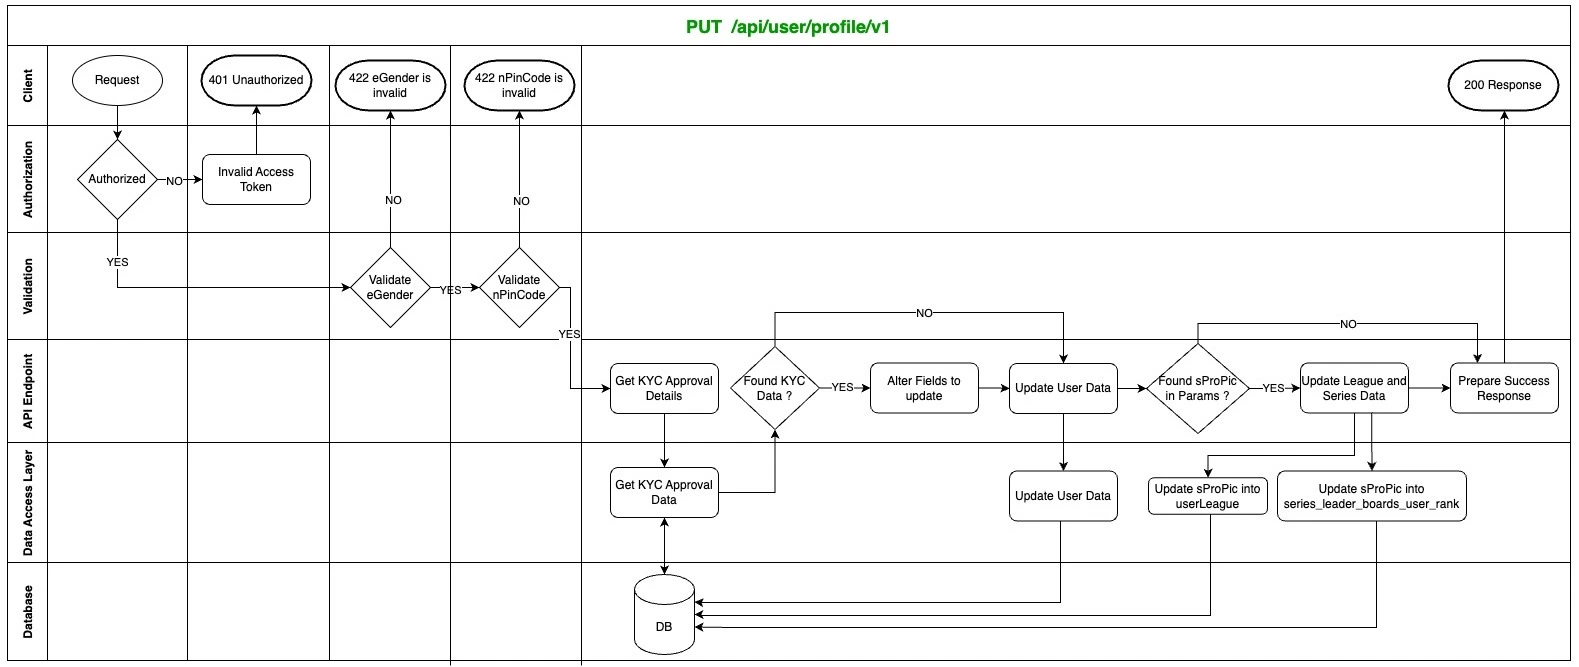 PUT /api/user/profile/v1
Client
Request
401 Unauthorized
422 eGender is
invalid
422 nPinCode is
invalid
200 Response
Authorization
Authorized
NO
Invalid Access
Token
NO
NO
YES
Validation
Validate
eGender
YES
Validate
nPinCode
YES
NO
NO
API Endpoint
Get KYC Approval
Details
Found KYC
Data ?
YES
Alter Fields to
update
Update User Data
Found sProPic
in Params ?
YES
Update League and
Series Data
Prepare Success
Response
Data Access Layer
Get KYC Approval
Data
Update User Data
Update sProPic into
userLeague
Update sProPic into
series_leader_boards_user_rank
Database
DB